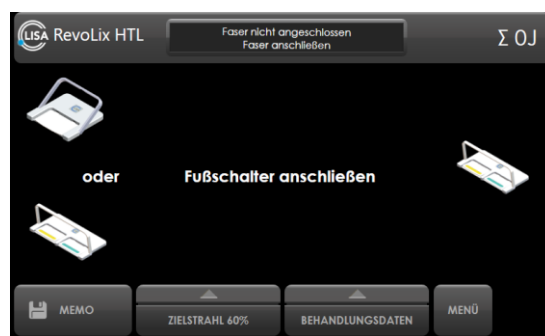 LISA RevoLix HTL
Faser nicht angeschlossen
Faser anschließen
Σ 0J
oder
Fußschalter anschließen
MEMO
ZIELSTRAHL 60%
BEHANDLUNGSDATEN
MENÜ